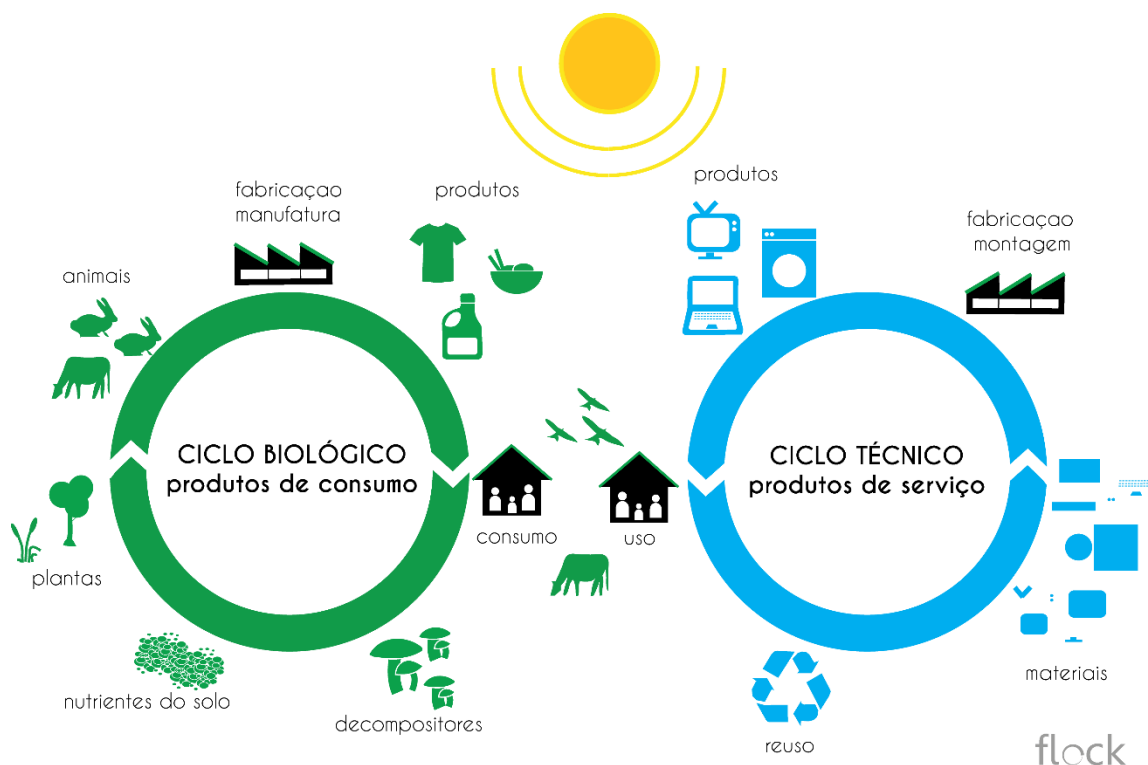 produtos
fabricaçao
manufatura
produtos
fabricaçao
montagem
animais
CICLO BIOLÓGICO
produtos de consumo
CICLO TÉCNICO
produtos de serviço
consumo
uso
plantas
nutrientes do solo
decompositores
materiais
reuso
flock